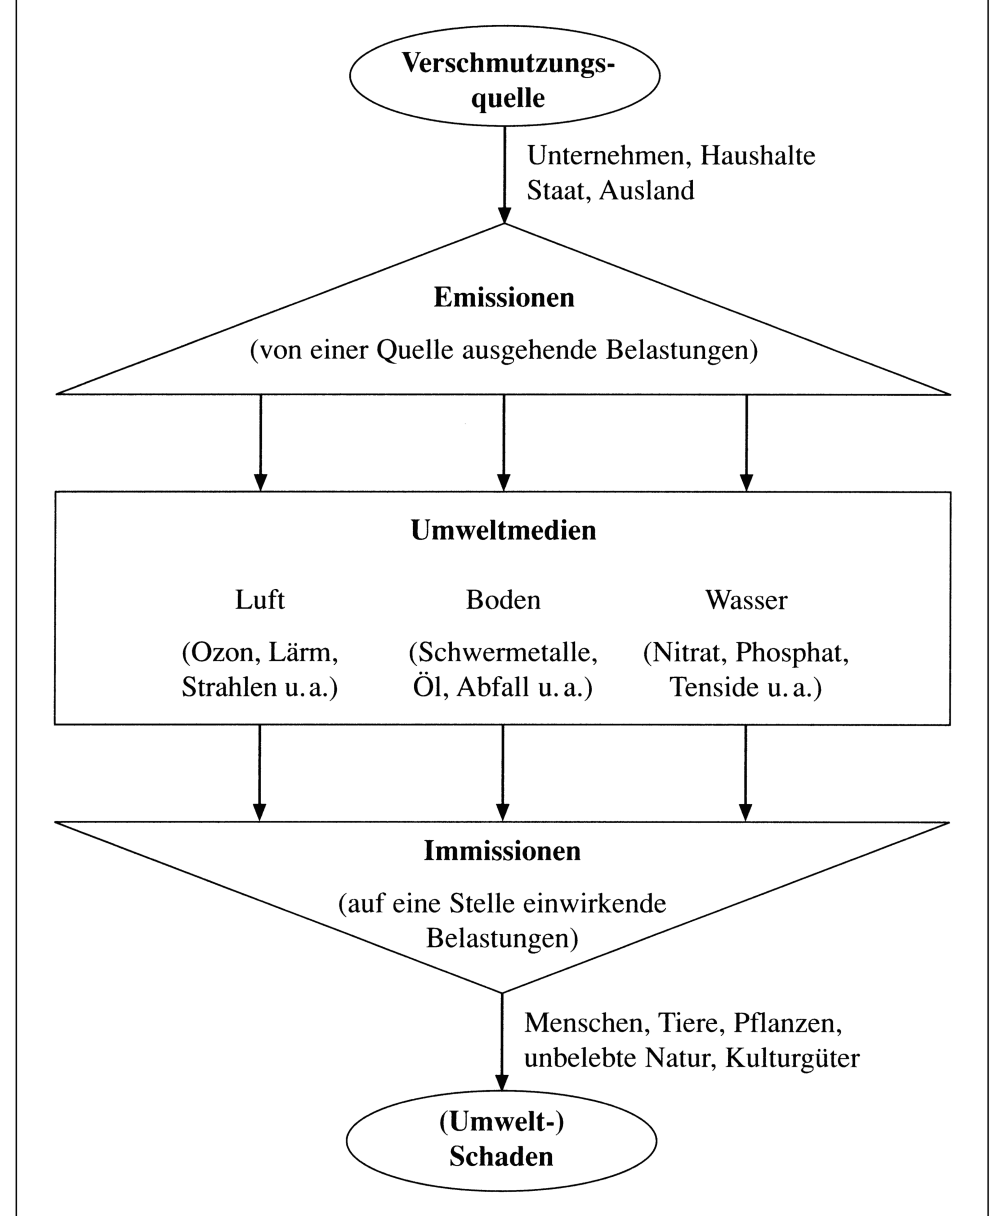 Verschmutzungs-
quelle
Unternehmen, Haushalte
Staat, Ausland
Emissionen
(von einer Quelle ausgehende Belastungen)
Umweltmedien
Luft Boden Wasser
(Ozon, Lärm, (Schwermetalle, (Nitrat, Phosphat,
Strahlen u. a.) Öl, Abfall u. a.) Tenside u. a.)
Immissionen
(auf eine Stelle einwirkende
Belastungen)
Menschen, Tiere, Pflanzen,
unbelebte Natur, Kulturgüter
(Umwelt-)
Schaden